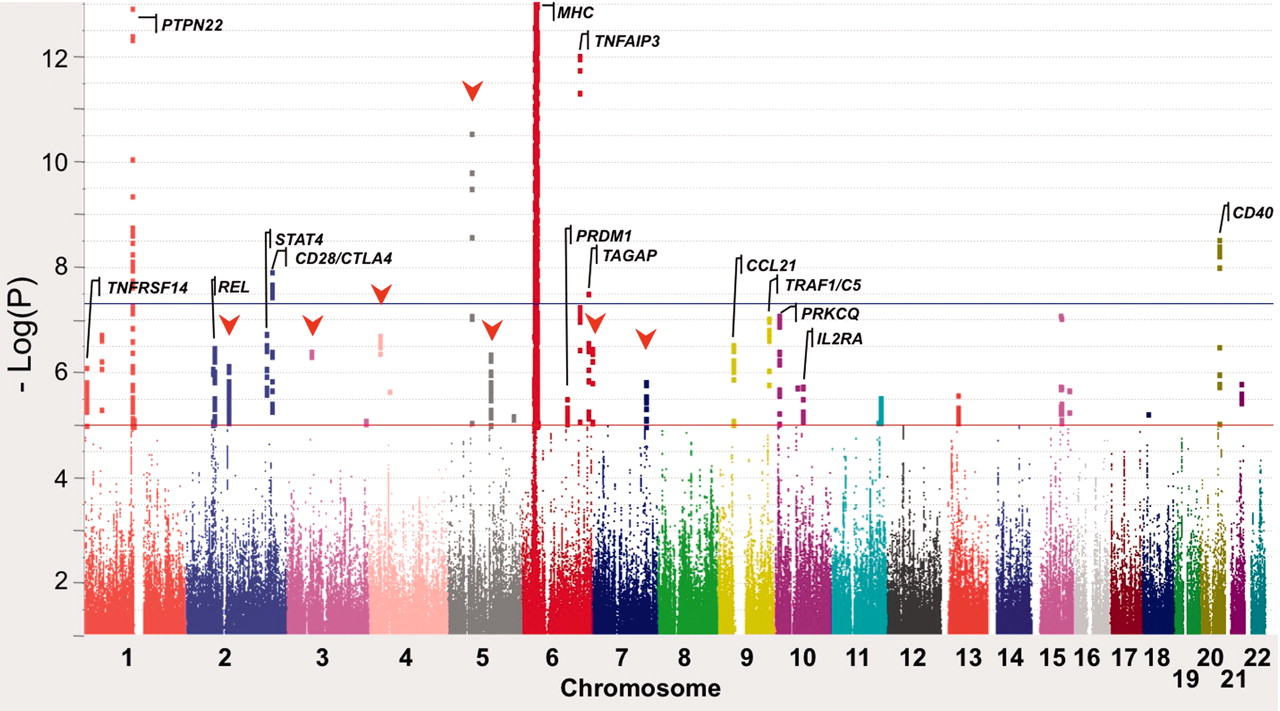 MHC
PTPN22
TNFAIP3
12
10
CD40
PRDM1
STAT4
TAGAP
CD28/CTLA4
8
CCL21
TNFRSF14
REL
TRAF1/C5
PRKCQ
IL2RA
- Log(P)
6
4
2
1 2 3 4 5 6 7 8 9 10 11 12 13 14 15 16 17 18 20 22
19 21
Chromosome